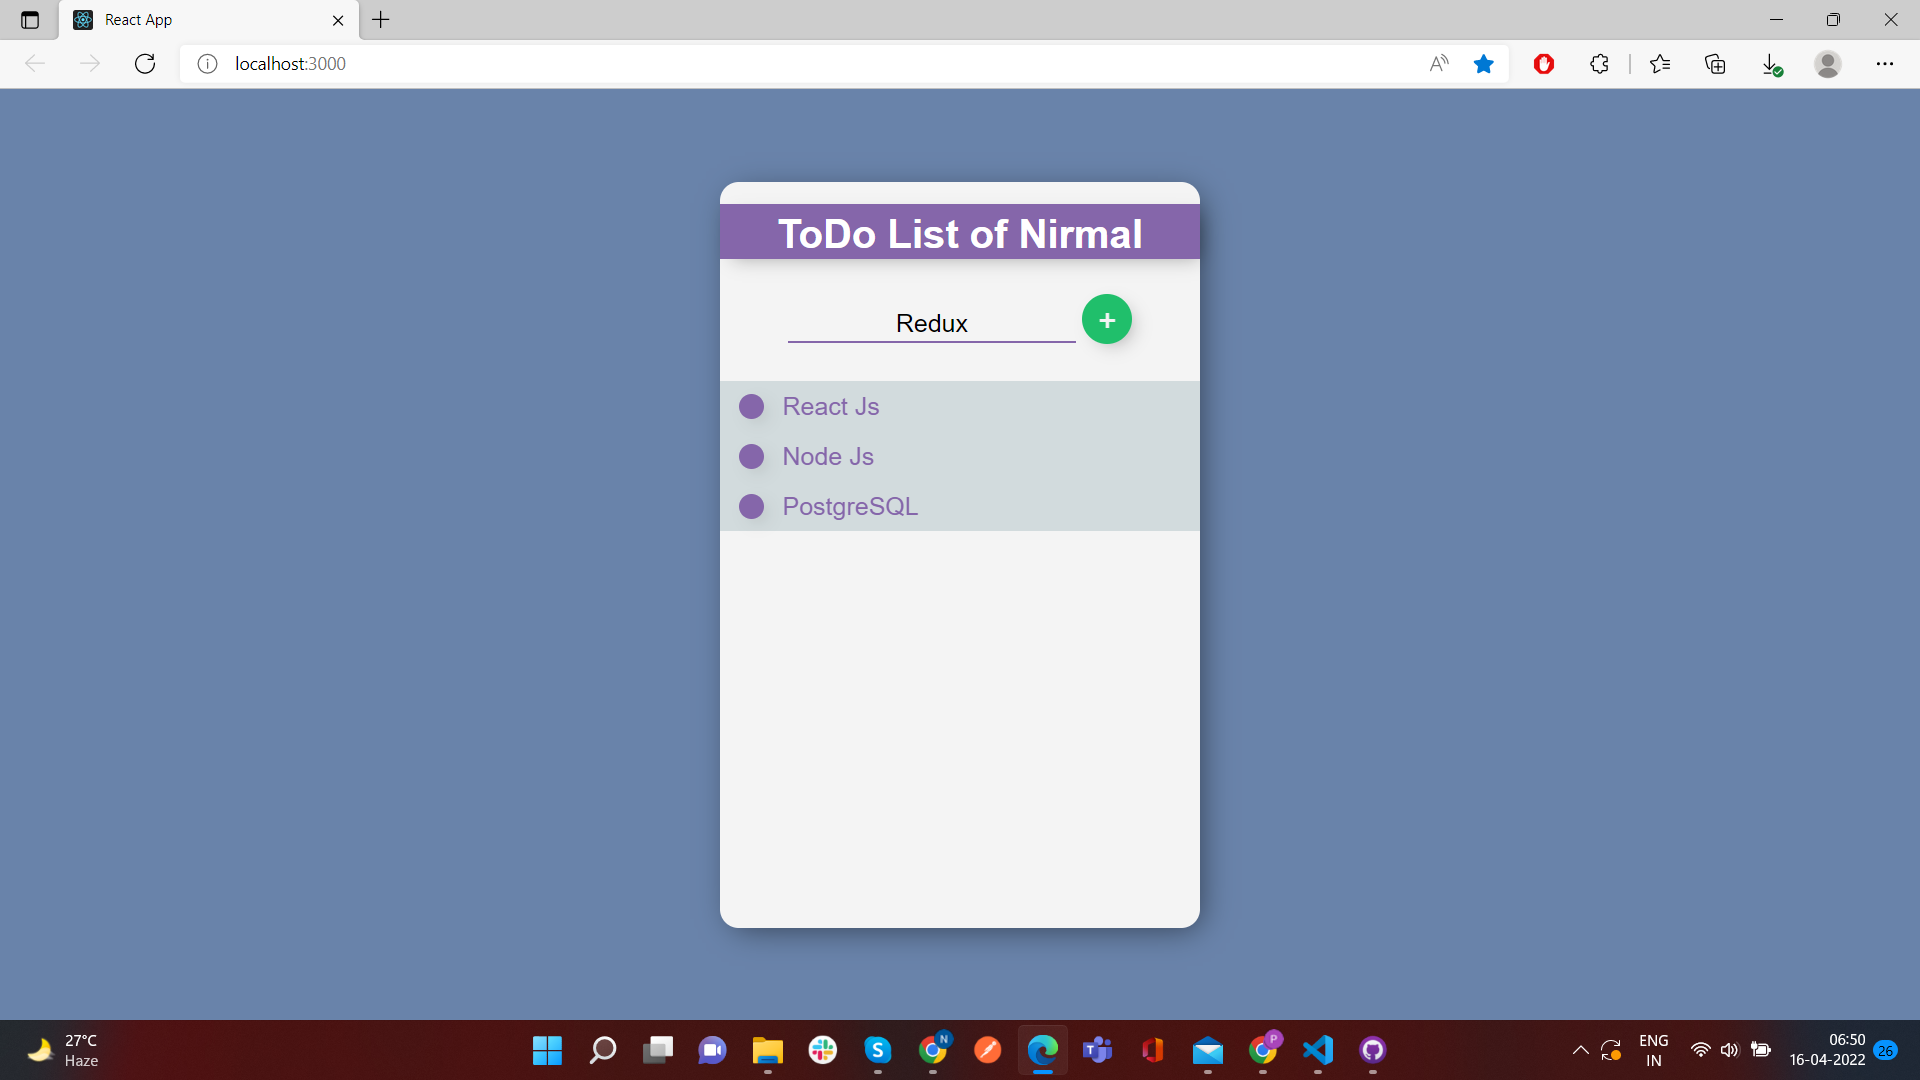 React App
localhost:3000
ToDo List of Nirmal
Redux
+
React Js
Node Js
PostgreSQL
27°C
Haze
N
P
ENG
IN
06:50
16-04-2022
26